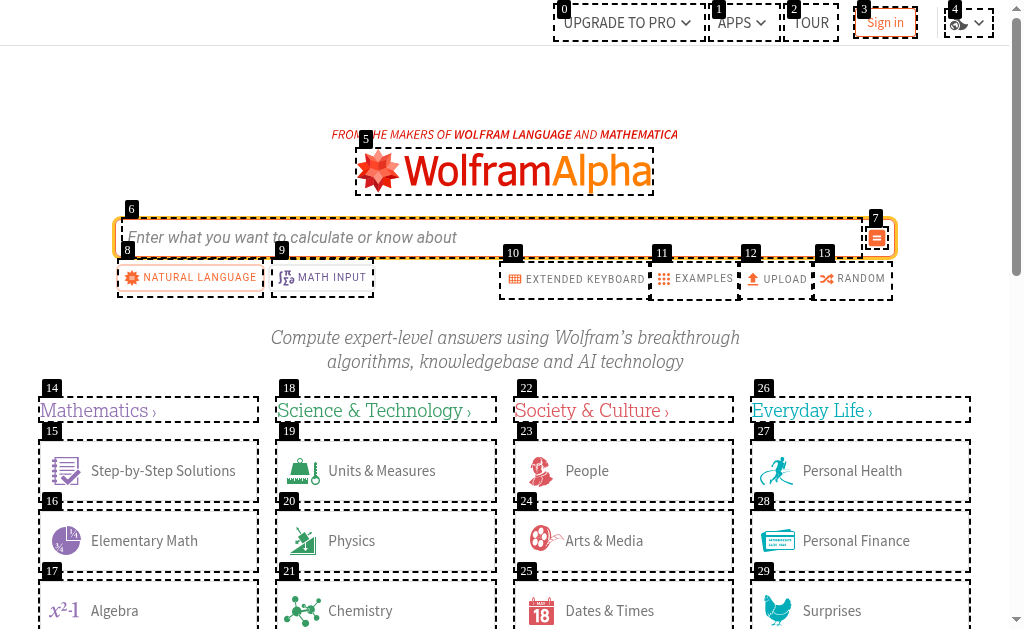 0 1 2 3 4
UPGRADE TO PRO APPS TOUR Sign in
FROM THE MAKERS OF WOLFRAM LANGUAGE AND MATHEMATICA
5
WolframAlpha
6 7
Enter what you want to calculate or know about
8 9 10 11 12 13
NATURAL LANGUAGE MATH INPUT EXTENDED KEYBOARD EXAMPLES UPLOAD RANDOM
Compute expert-level answers using Wolfram's breakthrough
algorithms, knowledgebase and AI technology
14 18 22 26
Mathematics › Science & Technology › Society & Culture › Everyday Life ›
15 19 23 27
Step-by-Step Solutions Units & Measures People Personal Health
16 20 24 28
Elementary Math Physics Arts & Media Personal Finance
17 21 25 29
x²-1 Algebra Chemistry 18 Dates & Times Surprises